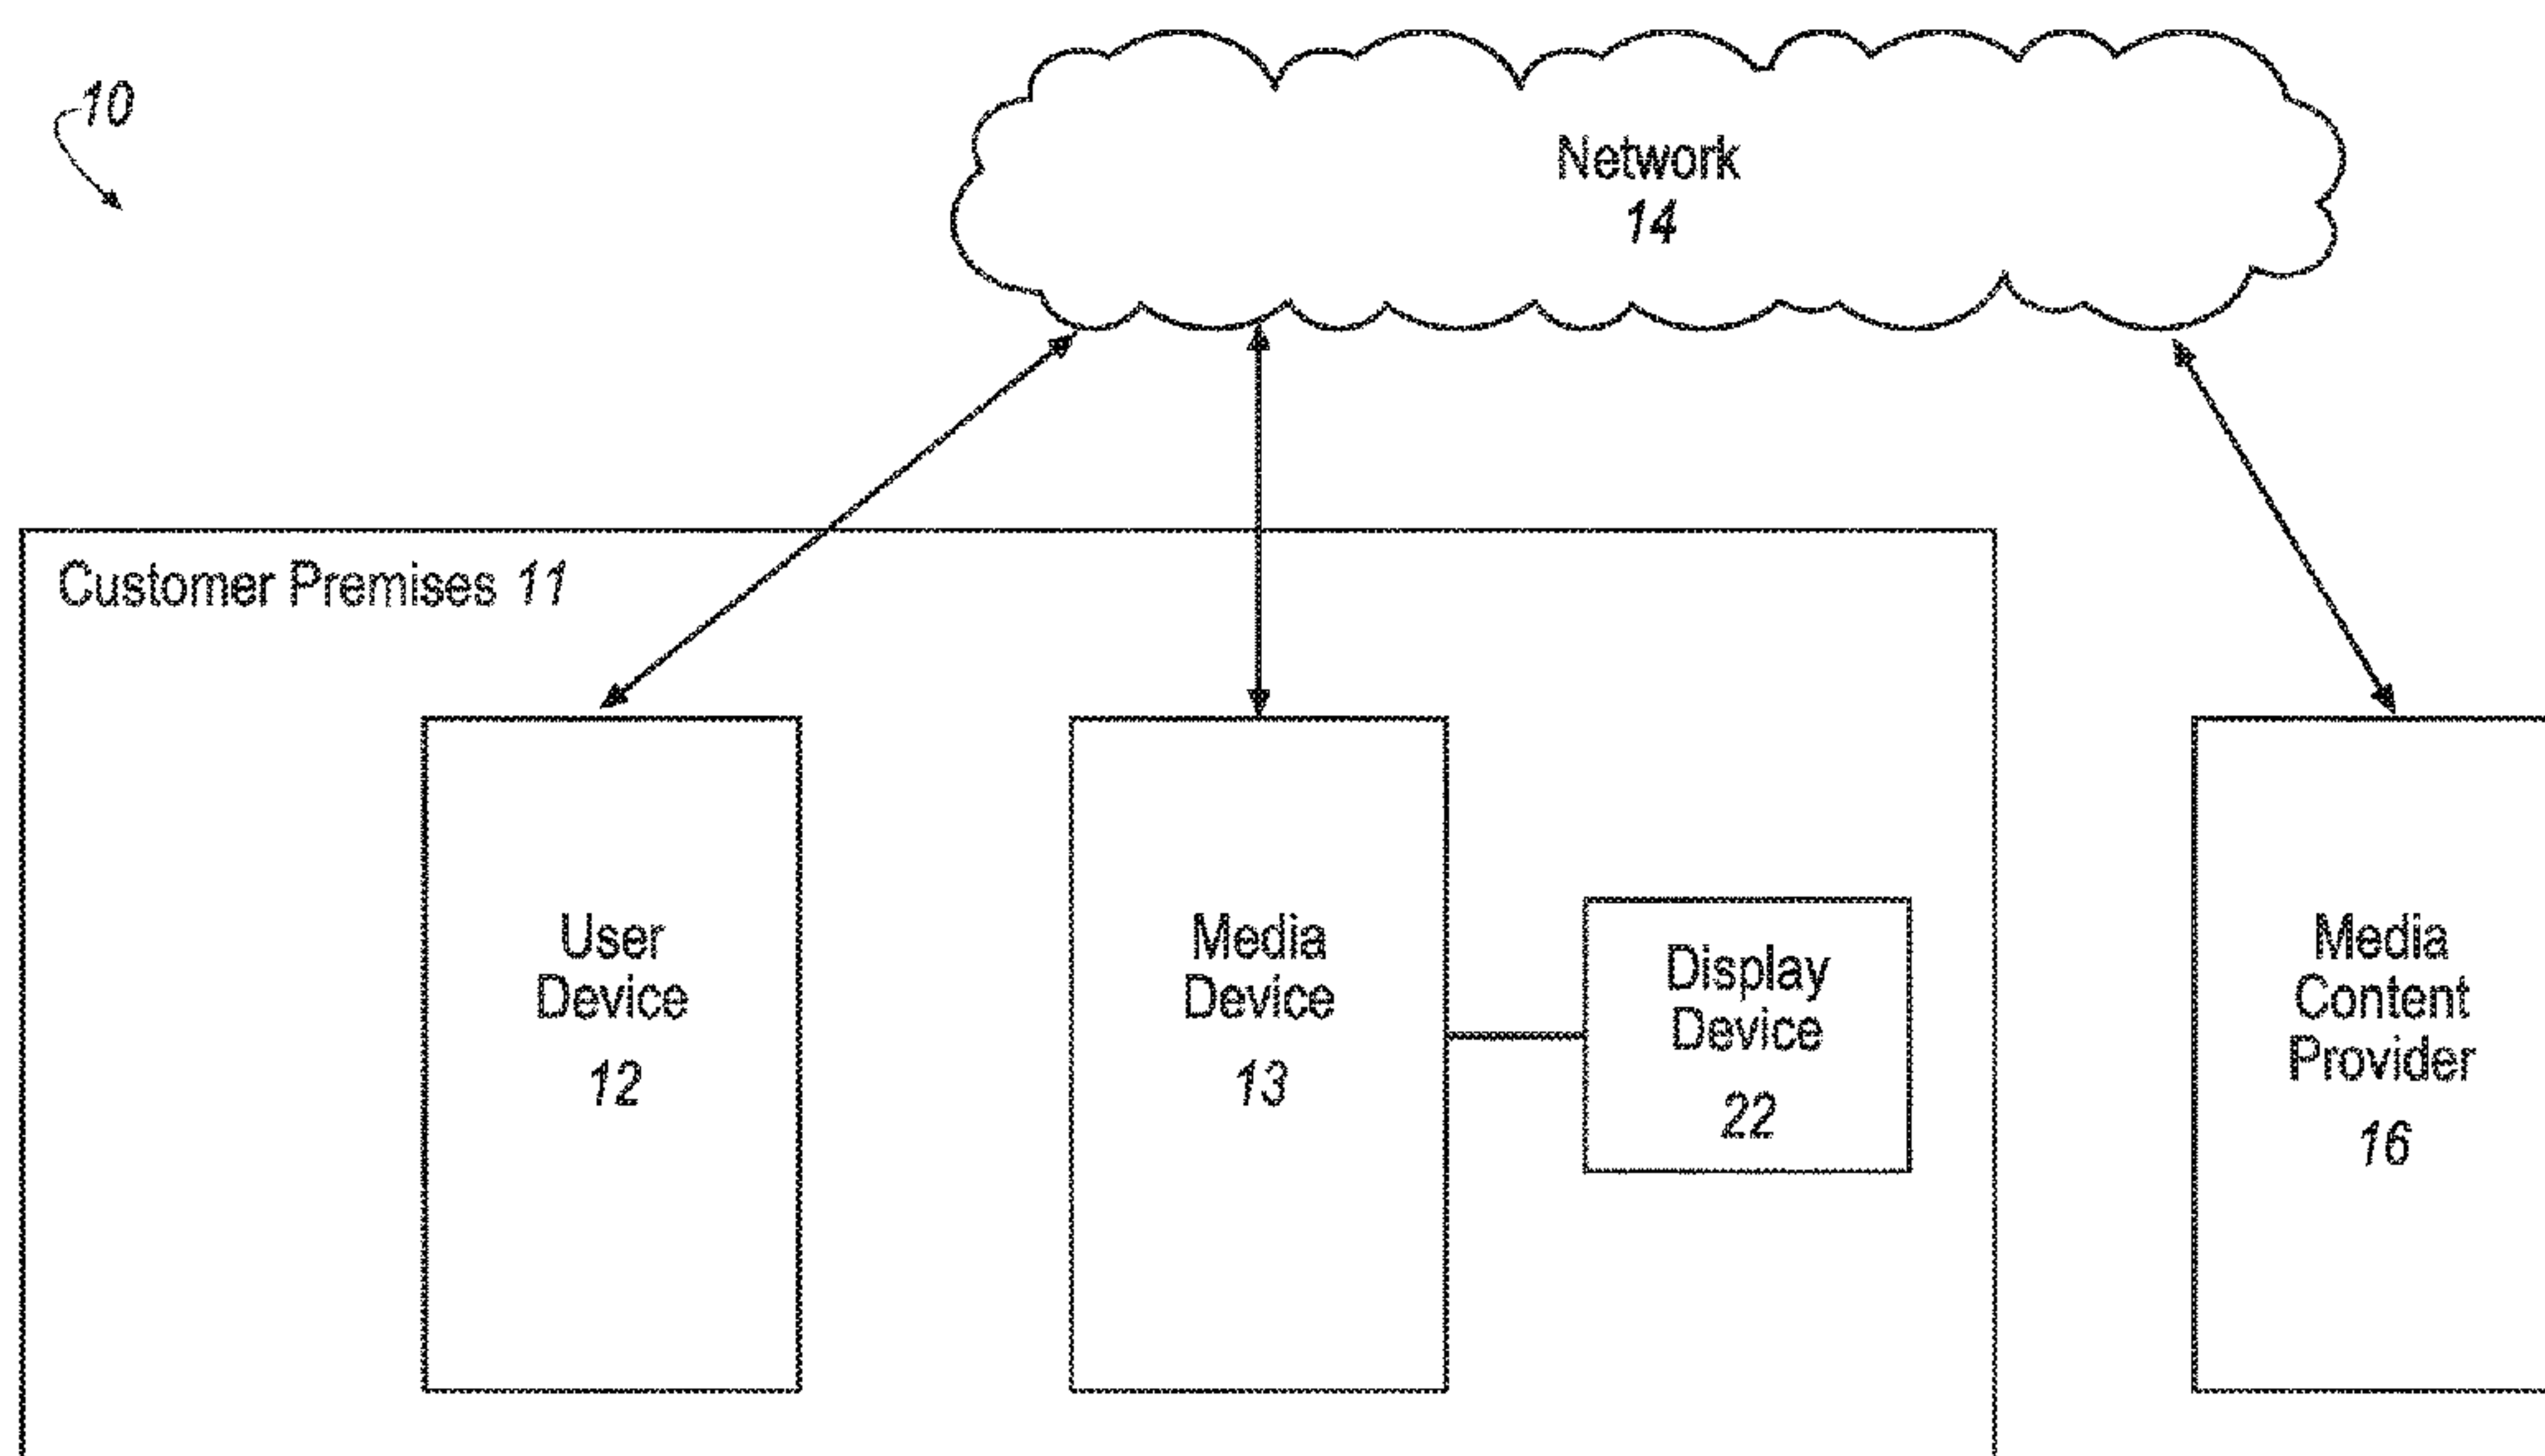 10
Network
14
Customer Premises 11
User
Device
12
Media
Device
13
Display
Device
22
Media
Content
Provider
16